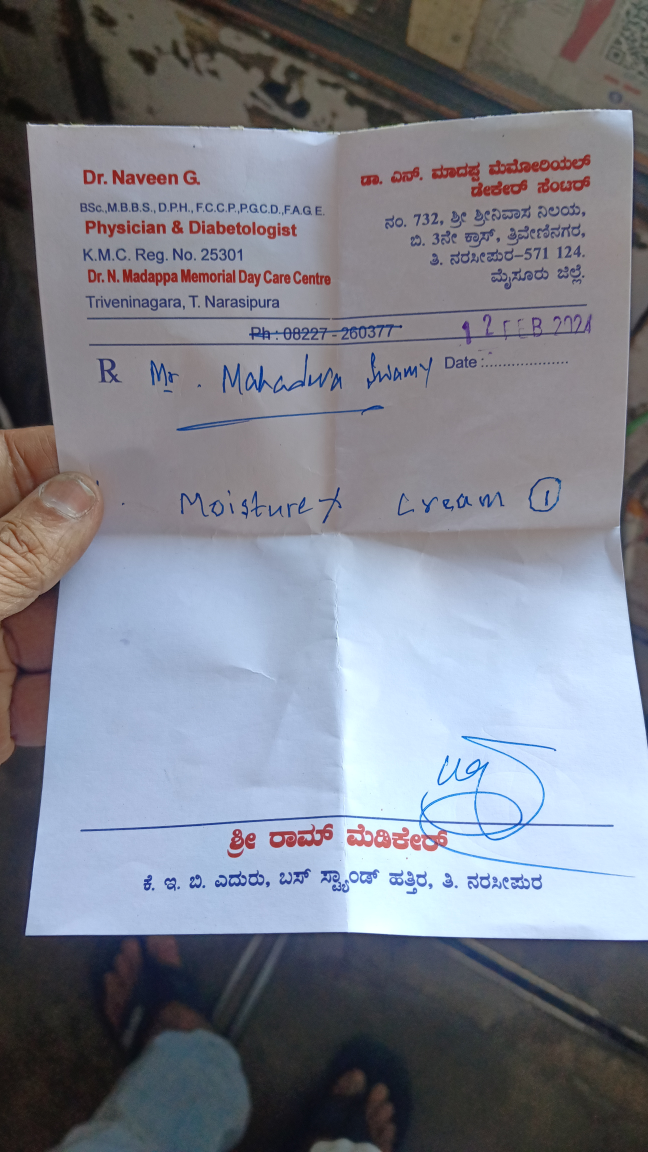 Dr. Naveen G.
BSc.,M.B.B.S., D.P.H., F.C.C.P.,P.G.C.D.,F.A.G.E.
Physician & Diabetologist
K.M.C. Reg. No. 25301
Dr. N. Madappa Memorial Day Care Centre
Triveninagara, T. Narasipura
ಡಾ. ಎನ್. ಮಾದಪ್ಪ ಮೆಮೋರಿಯಲ್
ಡೇಕೇರ್ ಸೆಂಟರ್
ನಂ. 732, ಶ್ರೀ ಶ್ರೀನಿವಾಸ ನಿಲಯ,
ಬಿ. 3ನೇ ಕ್ರಾಸ್, ತ್ರಿವೇಣಿನಗರ,
ತಿ. ನರಸೀಪುರ-571 124.
ಮೈಸೂರು ಜಿಲ್ಲೆ.
Ph : 08227 - 260377
12 FEB
Date :...................
℞ Mr. Mahadeva Swamy
Moisturex Cream 1
ಶ್ರೀ ರಾಮ್ ಮೆಡಿಕೇರ್
ಕೆ. ಇ. ಬಿ. ಎದುರು, ಬಸ್ ಸ್ಟ್ಯಾಂಡ್ ಹತ್ತಿರ, ತಿ. ನರಸೀಪುರ